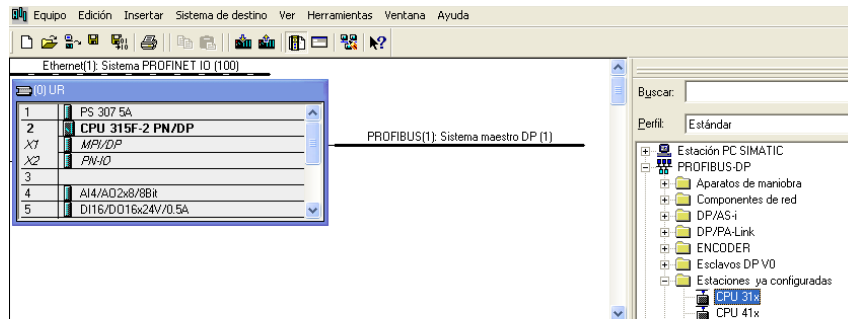 Equipo Edición Insertar Sistema de destino Ver Herramientas Ventana Ayuda
Ethernet(1): Sistema PROFINET IO (100)
(0) UR
1 PS 307 5A
2 CPU 315F-2 PN/DP
X1 MPI/DP
X2 PN-IO
3
4 AI4/AO2x8/8Bit
5 DI16/DO16x24V/0.5A
PROFIBUS(1): Sistema maestro DP (1)
Buscar:
Perfil: Estándar
Estación PC SIMATIC
PROFIBUS-DP
Aparatos de maniobra
Componentes de red
DP/AS-i
DP/PA-Link
ENCODER
Esclavos DP V0
Estaciones ya configuradas
CPU 31x
CPU 41x